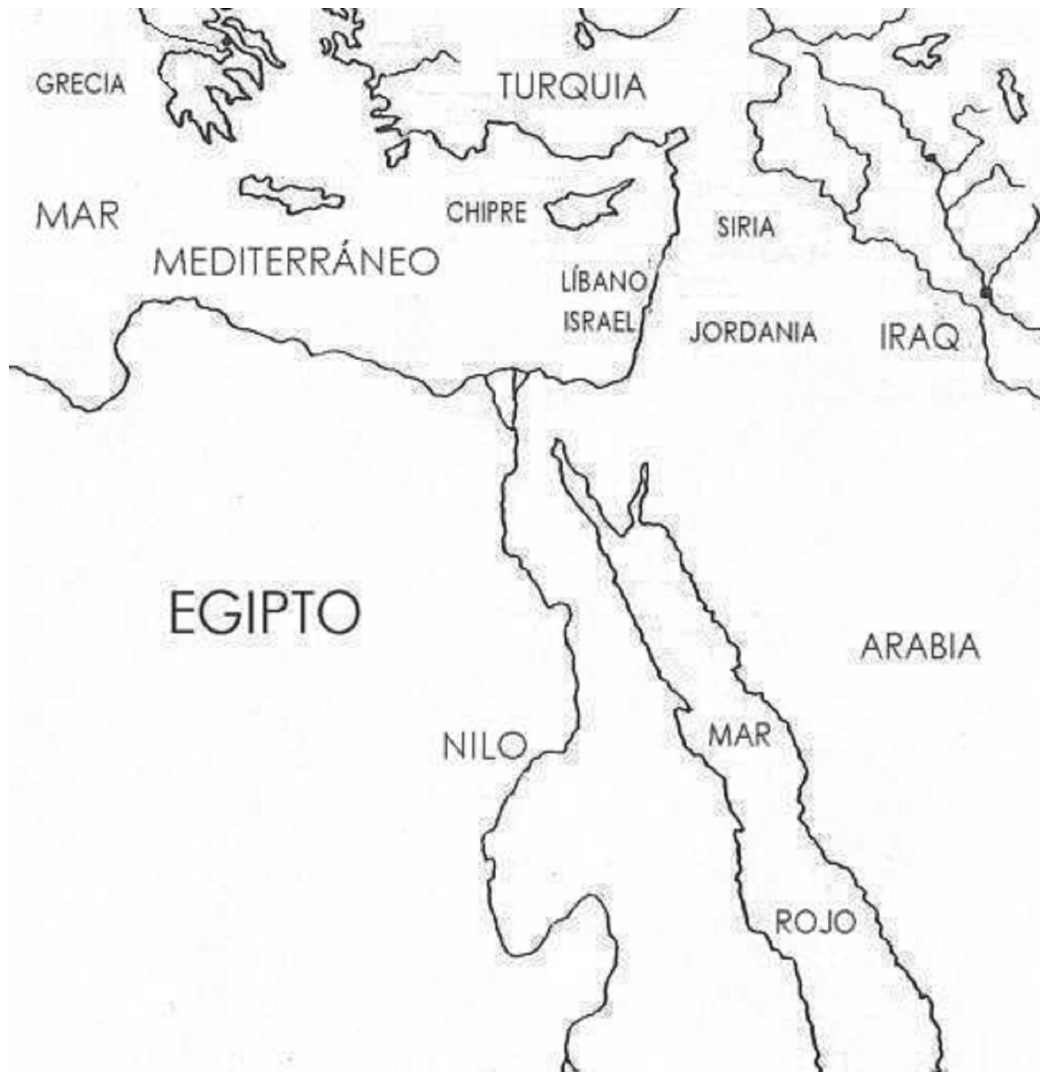 GRECIA
TURQUIA
MAR
MEDITERRÁNEO
CHIPRE
SIRIA
LÍBANO
ISRAEL
JORDANIA
IRAQ
EGIPTO
ARABIA
NILO
MAR
ROJO